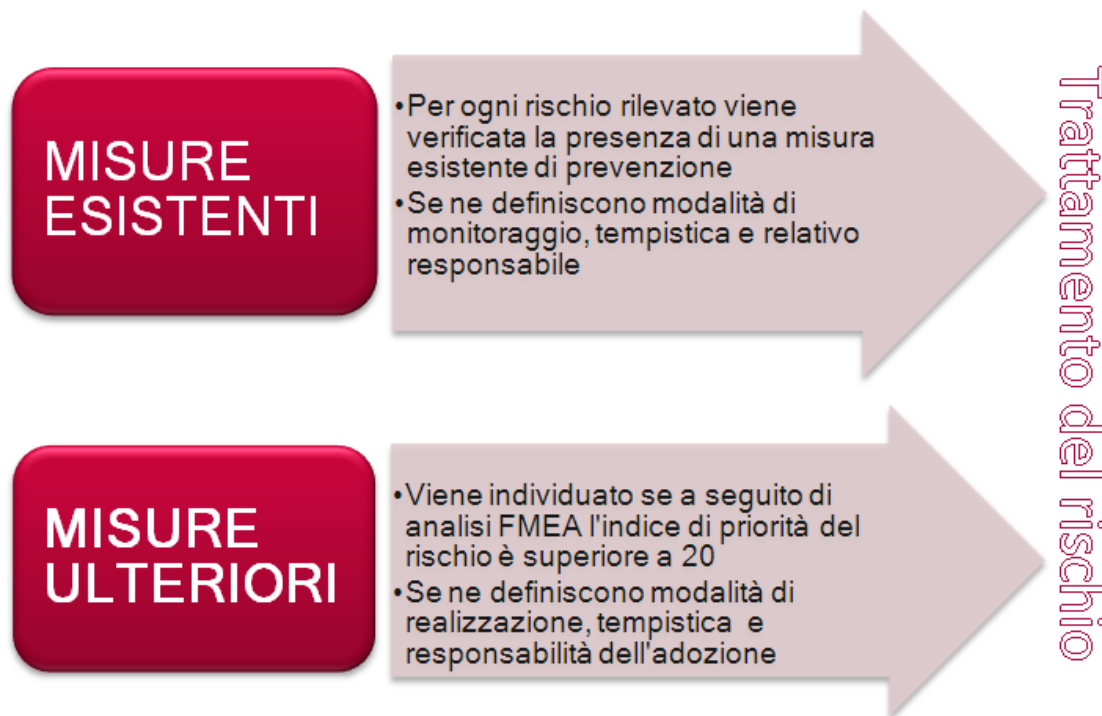 MISURE
ESISTENTI
•Per ogni rischio rilevato viene
verificata la presenza di una misura
esistente di prevenzione
•Se ne definiscono modalità di
monitoraggio, tempistica e relativo
responsabile
MISURE
ULTERIORI
•Viene individuato se a seguito di
analisi FMEA l'indice di priorità del
rischio è superiore a 20
•Se ne definiscono modalità di
realizzazione, tempistica e
responsabilità dell'adozione
Tratttamento del rischio